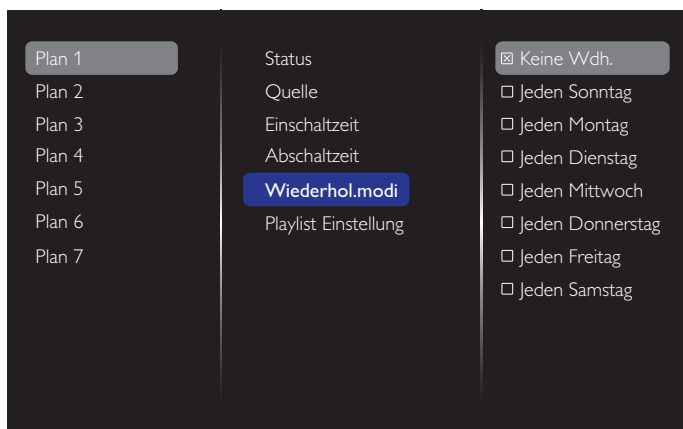 Plan 1
Plan 2
Plan 3
Plan 4
Plan 5
Plan 6
Plan 7
Status
Quelle
Einschaltzeit
Abschaltzeit
Wiederhol.modi
Playlist Einstellung
☒ Keine Wdh.
☐ Jeden Sonntag
☐ Jeden Montag
☐ Jeden Dienstag
☐ Jeden Mittwoch
☐ Jeden Donnerstag
☐ Jeden Freitag
☐ Jeden Samstag